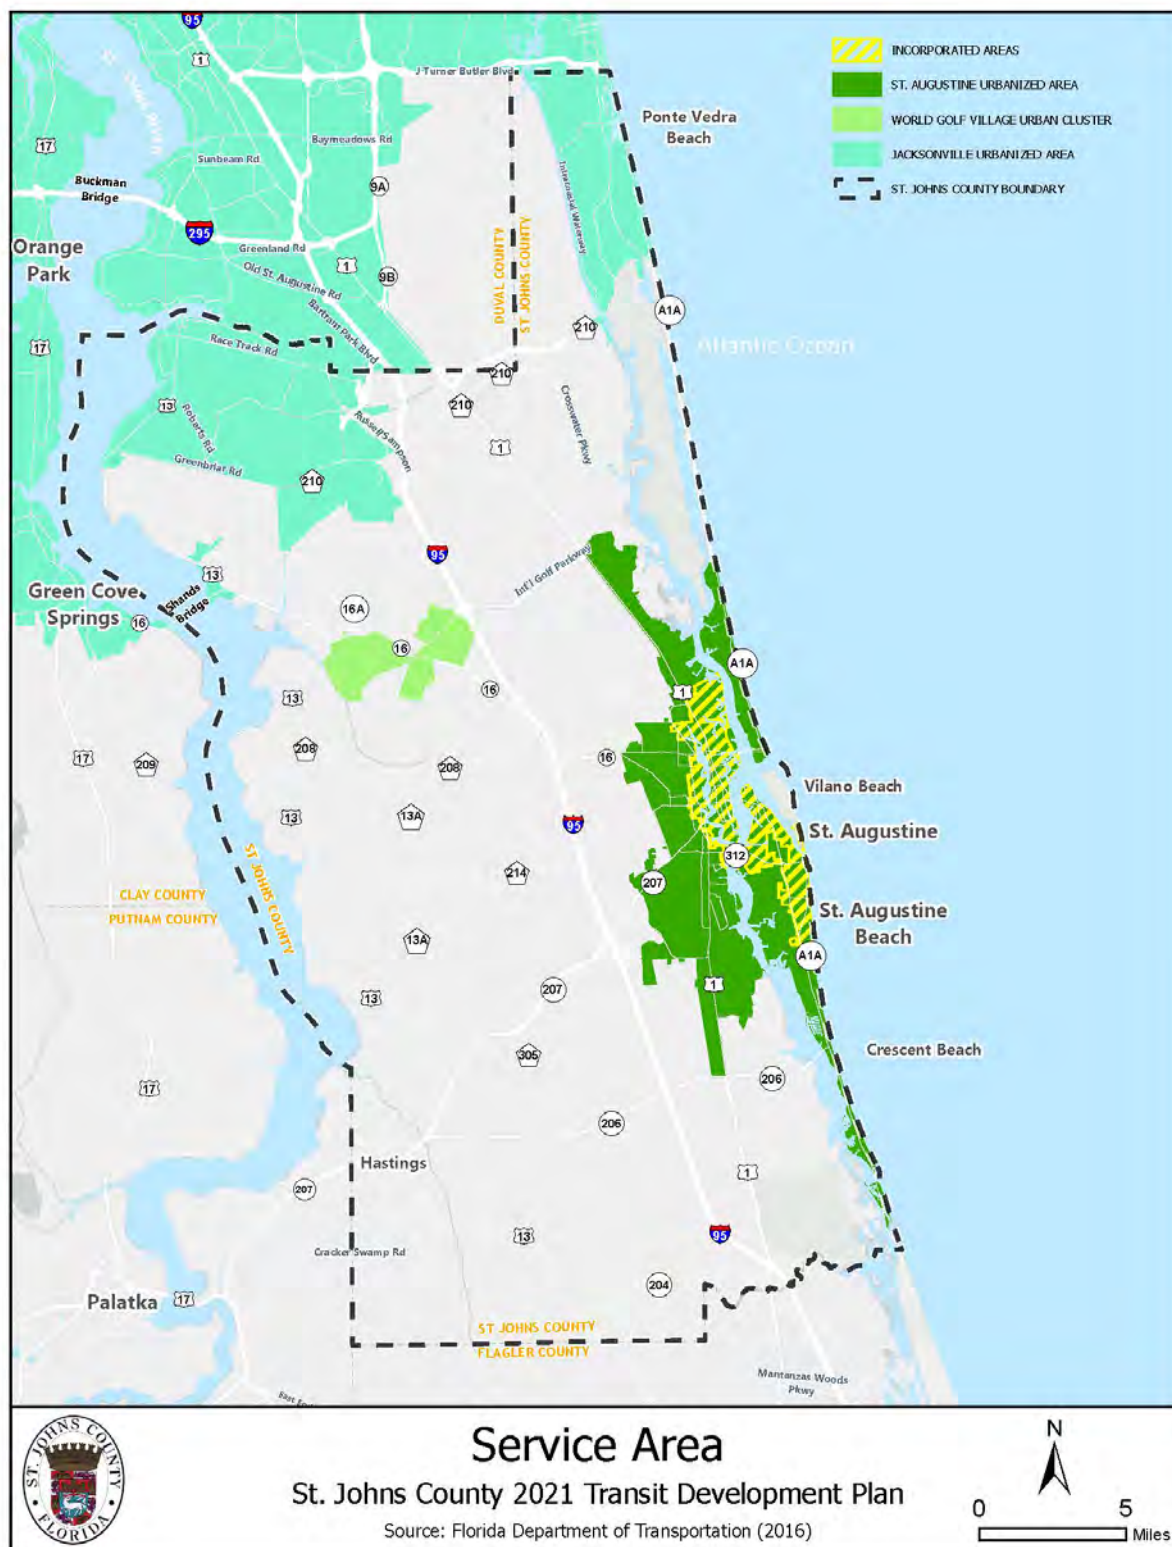 95
1
J Turner Butler Blvd
INCORPORATED AREAS
ST. AUGUSTINE URBANIZED AREA
WORLD GOLF VILLAGE URBAN CLUSTER
JACKSONVILLE URBANIZED AREA
ST. JOHNS COUNTY BOUNDARY
Ponte Vedra
Beach
17
Baymeadows Rd
Sunbeam Rd
Buckman
Bridge
9A
Intracoastal Waterway
295
Orange
Park
Greenland Rd
1
9B
Old St. Augustine Rd
Bartram Park Blvd
DUVAL COUNTY
ST JOHNS COUNTY
A1A
210
Atlantic Ocean
17
Race Track Rd
210
210
13
Roberts Rd
Russell Sampson
Crosswater Pkwy
1
Greenbriar Rd
210
95
Int'l Golf Parkway
13
Green Cove
Springs
Shands
Bridge
16
16A
16
A1A
16
1
13
17
209
208
208
16
Vilano Beach
13
13A
95
St. Augustine
312
214
207
CLAY COUNTY
PUTNAM COUNTY
ST JOHNS COUNTY
St. Augustine
Beach
13A
A1A
13
207
1
305
Crescent Beach
17
206
206
Hastings
1
207
13
95
Cracker Swamp Rd
204
Palatka
17
ST JOHNS COUNTY
FLAGLER COUNTY
Mantanzas Woods
Pkwy
ST. JOHNS COUNTY
FLORIDA
Service Area
St. Johns County 2021 Transit Development Plan
Source: Florida Department of Transportation (2016)
N
0
5
Miles